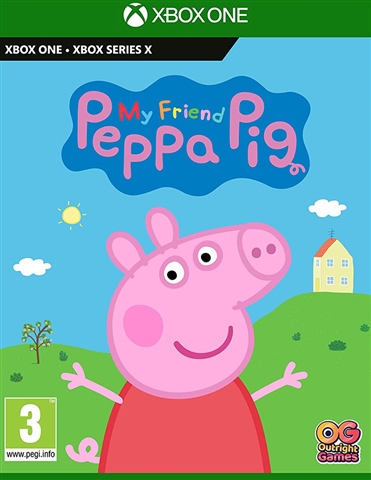 XBOX ONE
XBOX ONE • XBOX SERIES X
My Friend
Peppa Pig
3
www.pegi.info
OG
Outright
Games